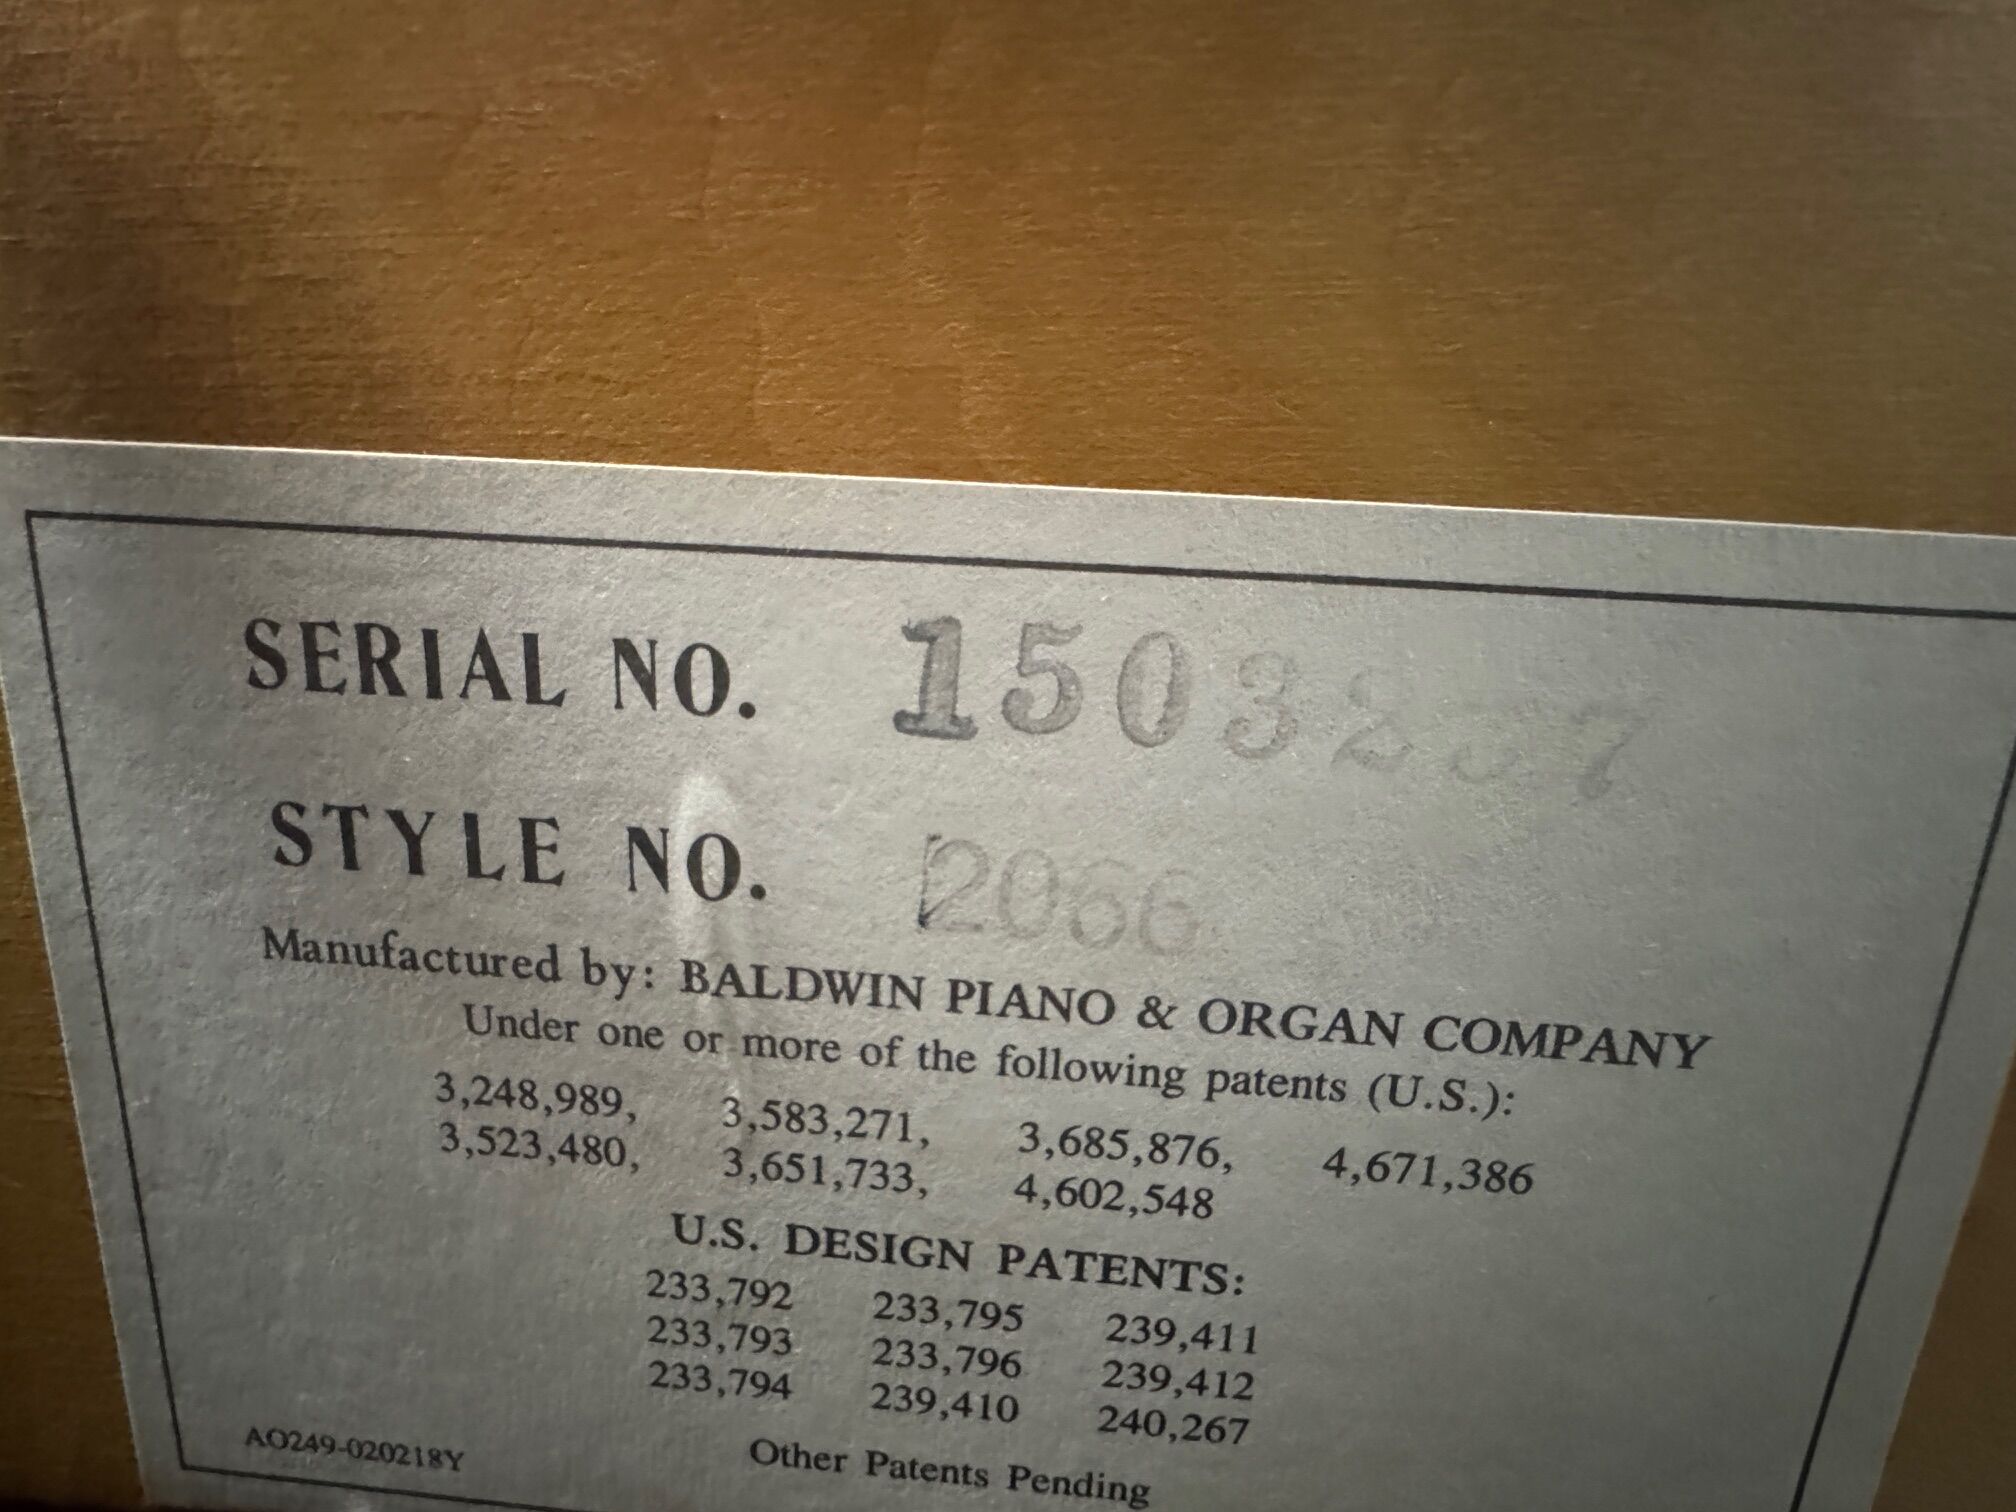 SERIAL NO.
STYLE NO. 2066
Manufactured by: BALDWIN PIANO & ORGAN COMPANY
Under one or more of the following patents (U.S.):
3,248,989, 3,583,271, 3,685,876, 4,671,386
3,523,480, 3,651,733, 4,602,548
U.S. DESIGN PATENTS:
233,792 233,795 239,411
233,793 233,796 239,412
233,794 239,410 240,267
AO249-020218Y
Other Patents Pending